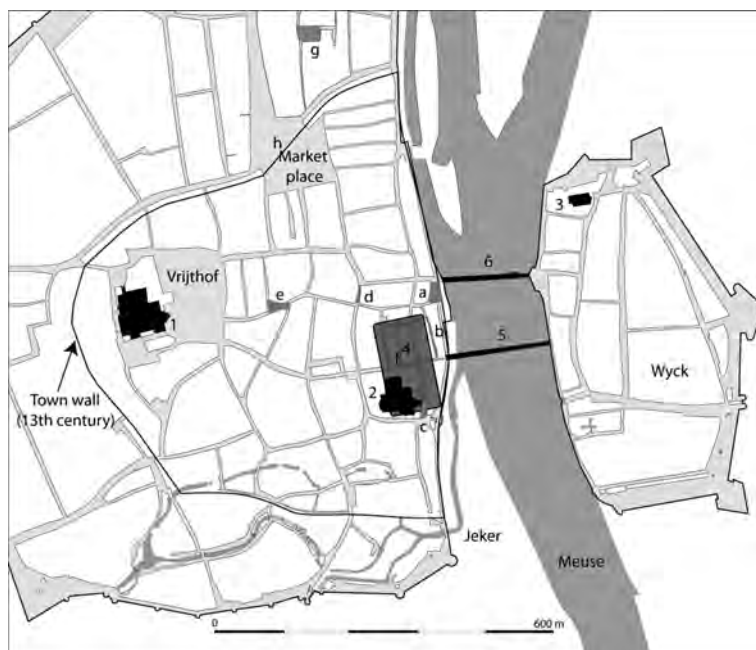 g
h
Market
place
3
Vrijthof
6
e
d
a
1
b
5
4
f
Wyck
2
Town wall
(13th century)
c
Jeker
Meuse
0
600 m